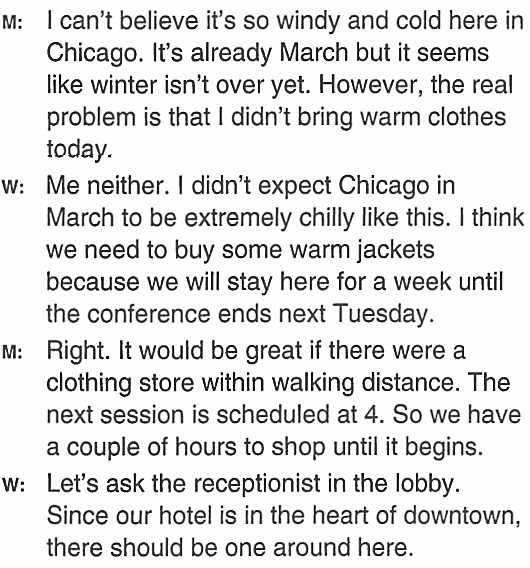 M: I can't believe it's so windy and cold here in
Chicago. It's already March but it seems
like winter isn't over yet. However, the real
problem is that I didn't bring warm clothes
today.
W: Me neither. I didn't expect Chicago in
March to be extremely chilly like this. I think
we need to buy some warm jackets
because we will stay here for a week until
the conference ends next Tuesday.
M: Right. It would be great if there were a
clothing store within walking distance. The
next session is scheduled at 4. So we have
a couple of hours to shop until it begins.
W: Let's ask the receptionist in the lobby.
Since our hotel is in the heart of downtown,
there should be one around here.